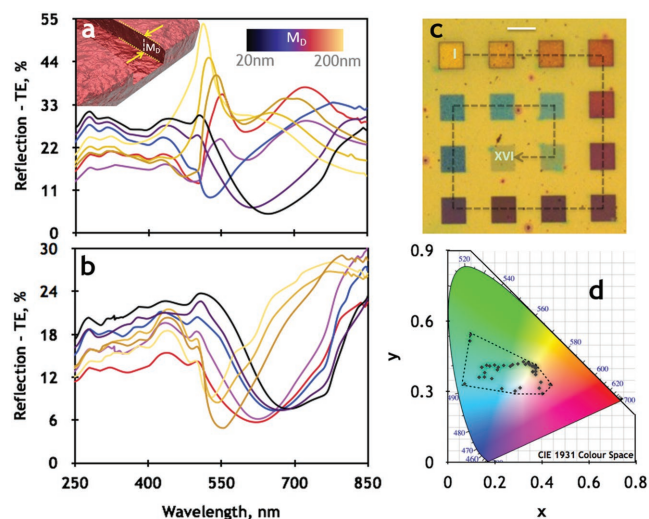 a
M_D
M_D
20nm
200nm
Reflection - TE, %
55
44
33
22
11
0
b
Reflection - TE, %
30
24
18
12
6
0
250
400
550
700
850
Wavelength, nm
c
I
XVI
d
0.9
0.6
0.3
0
y
0
0.2
0.4
0.6
0.8
x
520
540
560
580
600
620
700
490
480
470
460
CIE 1931 Colour Space